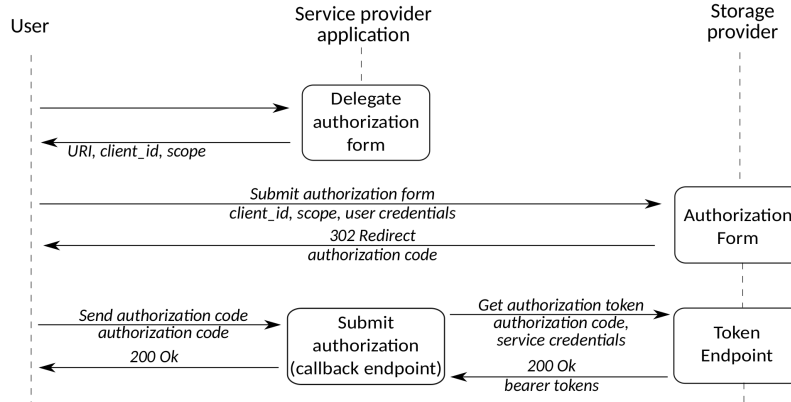 User
Service provider
application
Storage
provider
Delegate
authorization
form
URI, client_id, scope
Submit authorization form
client_id, scope, user credentials
302 Redirect
authorization code
Authorization
Form
Send authorization code
authorization code
200 Ok
Submit
authorization
(callback endpoint)
Get authorization token
authorization code,
service credentials
200 Ok
bearer tokens
Token
Endpoint